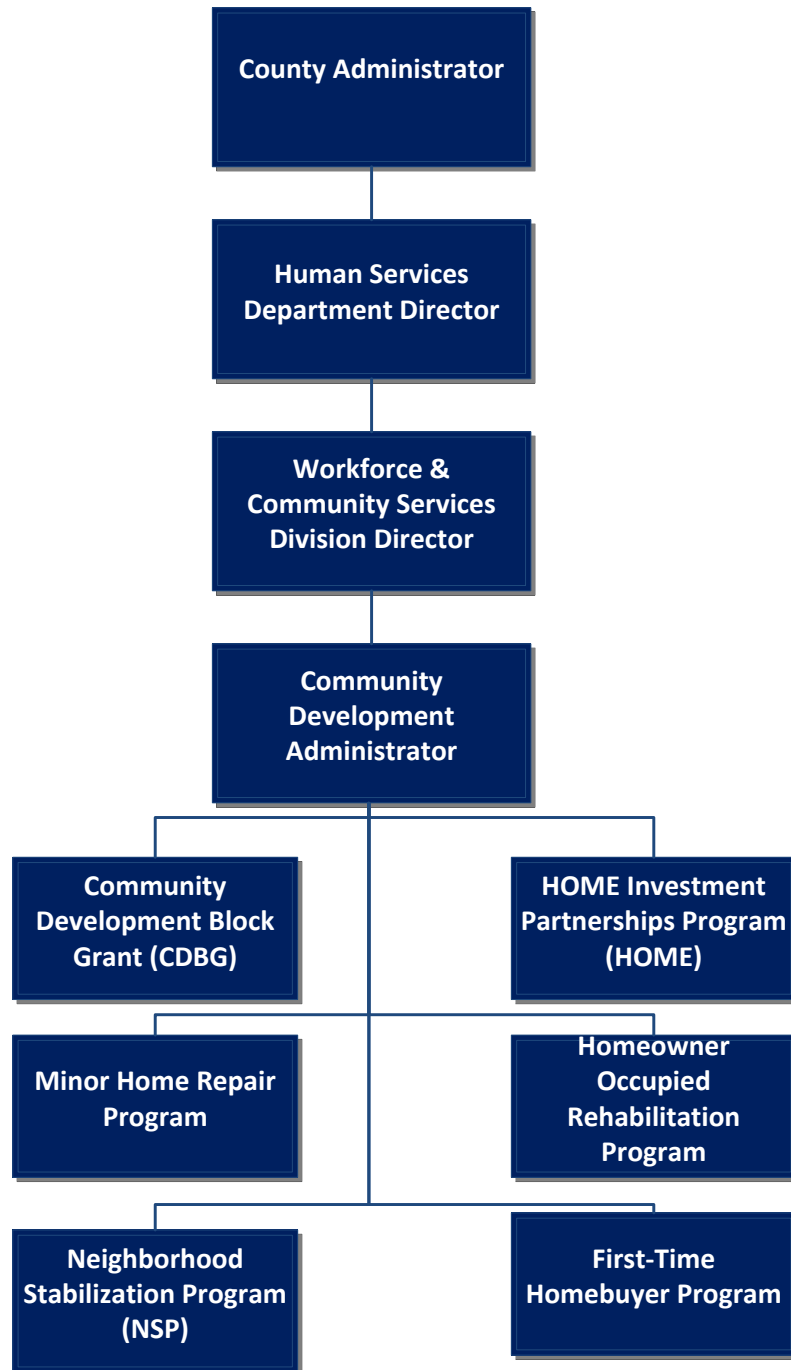 County Administrator
Human Services
Department Director
Workforce &
Community Services
Division Director
Community
Development
Administrator
Community
Development Block
Grant (CDBG)
HOME Investment
Partnerships Program
(HOME)
Minor Home Repair
Program
Homeowner
Occupied
Rehabilitation
Program
Neighborhood
Stabilization Program
(NSP)
First-Time
Homebuyer Program